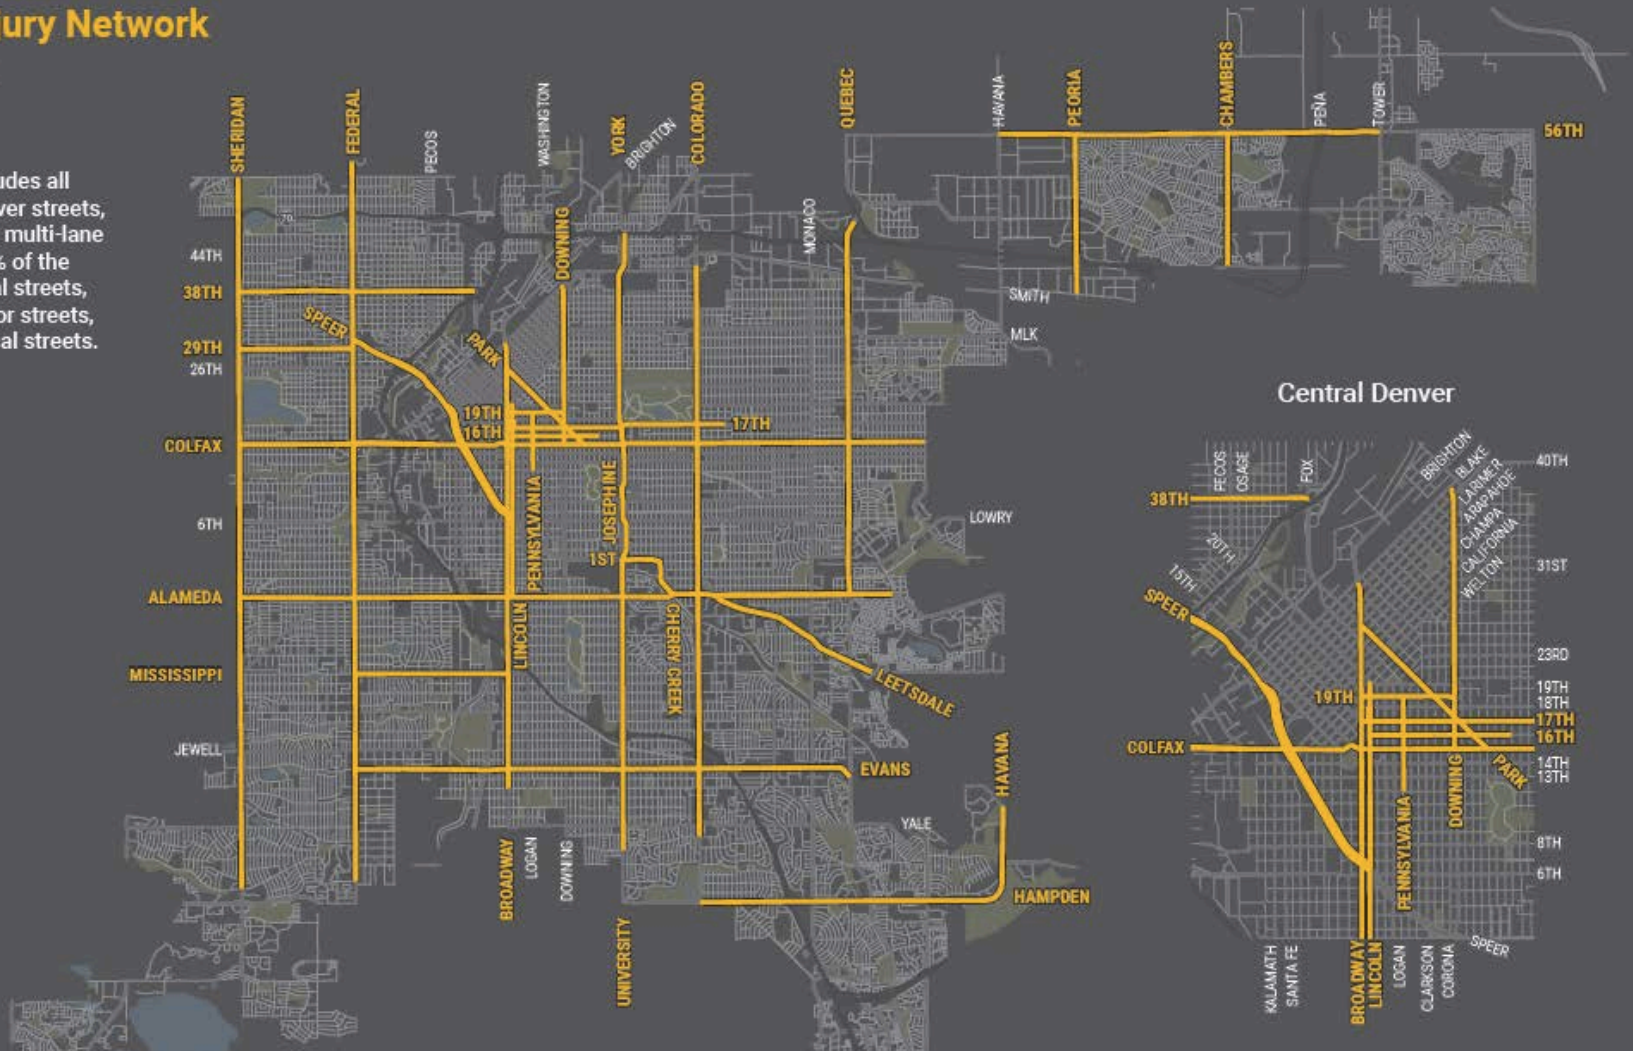 jury Network
udes all
ver streets,
multi-lane
% of the
al streets,
or streets,
cal streets.
SHERIDAN
FEDERAL
PECOS
WASHINGTON
YORK
BRIGHTON
COLORADO
QUEBEC
HAVANA
PEORIA
CHAMBERS
PEÑA
TOWER
56TH
70
DOWNING
MONACO
44TH
38TH
SPEER
29TH
26TH
PARK
SMITH
MLK
19TH
16TH
17TH
COLFAX
PENNSYLVANIA
JOSEPHINE
6TH
LOWRY
1ST
ALAMEDA
LINCOLN
CHERRY CREEK
MISSISSIPPI
LEETSDALE
JEWELL
EVANS
HAVANA
YALE
BROADWAY
LOGAN
DOWNING
HAMPDEN
UNIVERSITY
Central Denver
PECOS
OSAGE
FOX
BRIGHTON
BLAKE
LARIMER
ARAPAHOE
CHAMPA
CALIFORNIA
WELTON
40TH
38TH
20TH
15TH
31ST
SPEER
23RD
19TH
19TH
18TH
17TH
16TH
COLFAX
14TH
13TH
PARK
DOWNING
PENNSYLVANIA
8TH
6TH
SPEER
KALAMATH
SANTA FE
BROADWAY
LINCOLN
LOGAN
CLARKSON
CORONA